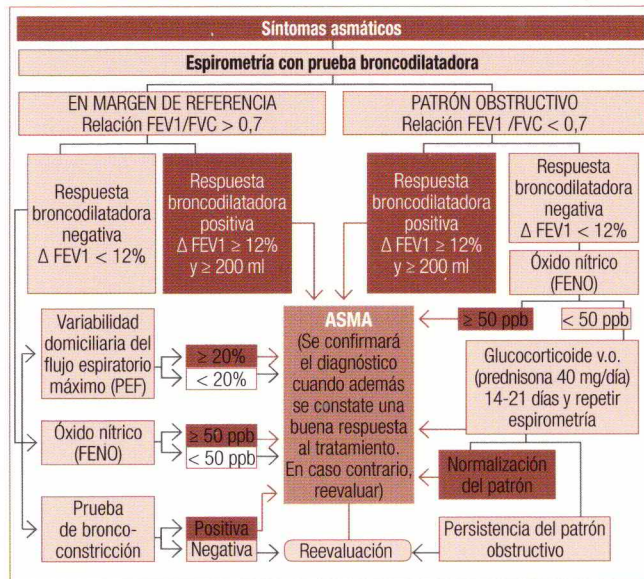 Síntomas asmáticos
Espirometría con prueba broncodilatadora
EN MARGEN DE REFERENCIA
Relación FEV1/FVC > 0,7
PATRÓN OBSTRUCTIVO
Relación FEV1 /FVC < 0,7
Respuesta
broncodilatadora
negativa
Δ FEV1 < 12%
Respuesta
broncodilatadora
positiva
Δ FEV1 ≥ 12%
y ≥ 200 ml
Respuesta
broncodilatadora
positiva
Δ FEV1 ≥ 12%
y ≥ 200 ml
Respuesta
broncodilatadora
negativa
Δ FEV1 < 12%
Óxido nítrico
(FENO)
≥ 50 ppb
< 50 ppb
Variabilidad
domiciliaria del
flujo espiratorio
máximo (PEF)
≥ 20%
< 20%
ASMA
(Se confirmará
el diagnóstico
cuando además
se constate una
buena respuesta
al tratamiento.
En caso contrario,
reevaluar)
Glucocorticoide v.o.
(prednisona 40 mg/día)
14-21 días y repetir
espirometría
Óxido nítrico
(FENO)
≥ 50 ppb
< 50 ppb
Normalización
del patrón
Prueba
de bronco-
constricción
Positiva
Negativa
Reevaluación
Persistencia del patrón
obstructivo